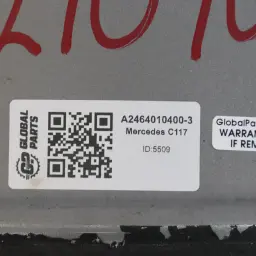 GLOBAL
PARTS
A2464010400-3
Mercedes C117
ID:5509
GlobalPa
WARRAN
IF REM